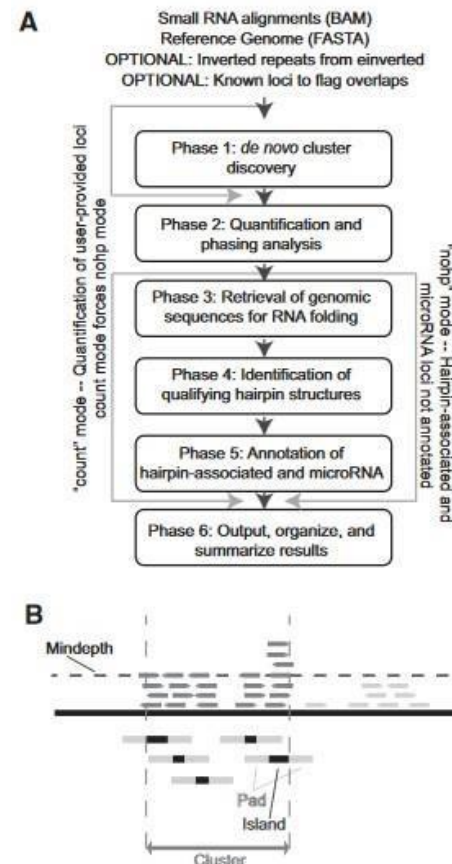 A
Small RNA alignments (BAM)
Reference Genome (FASTA)
OPTIONAL: Inverted repeats from einverted
OPTIONAL: Known loci to flag overlaps
Phase 1: de novo cluster
discovery
Phase 2: Quantification and
phasing analysis
Phase 3: Retrieval of genomic
sequences for RNA folding
Phase 4: Identification of
qualifying hairpin structures
Phase 5: Annotation of
hairpin-associated and microRNA
Phase 6: Output, organize, and
summarize results
"count" mode -- Quantification of user-provided loci
count mode forces nohp mode
"nohp" mode -- Hairpin-associated and
microRNA loci not annotated
B
Mindepth
Pad
Island
Cluster